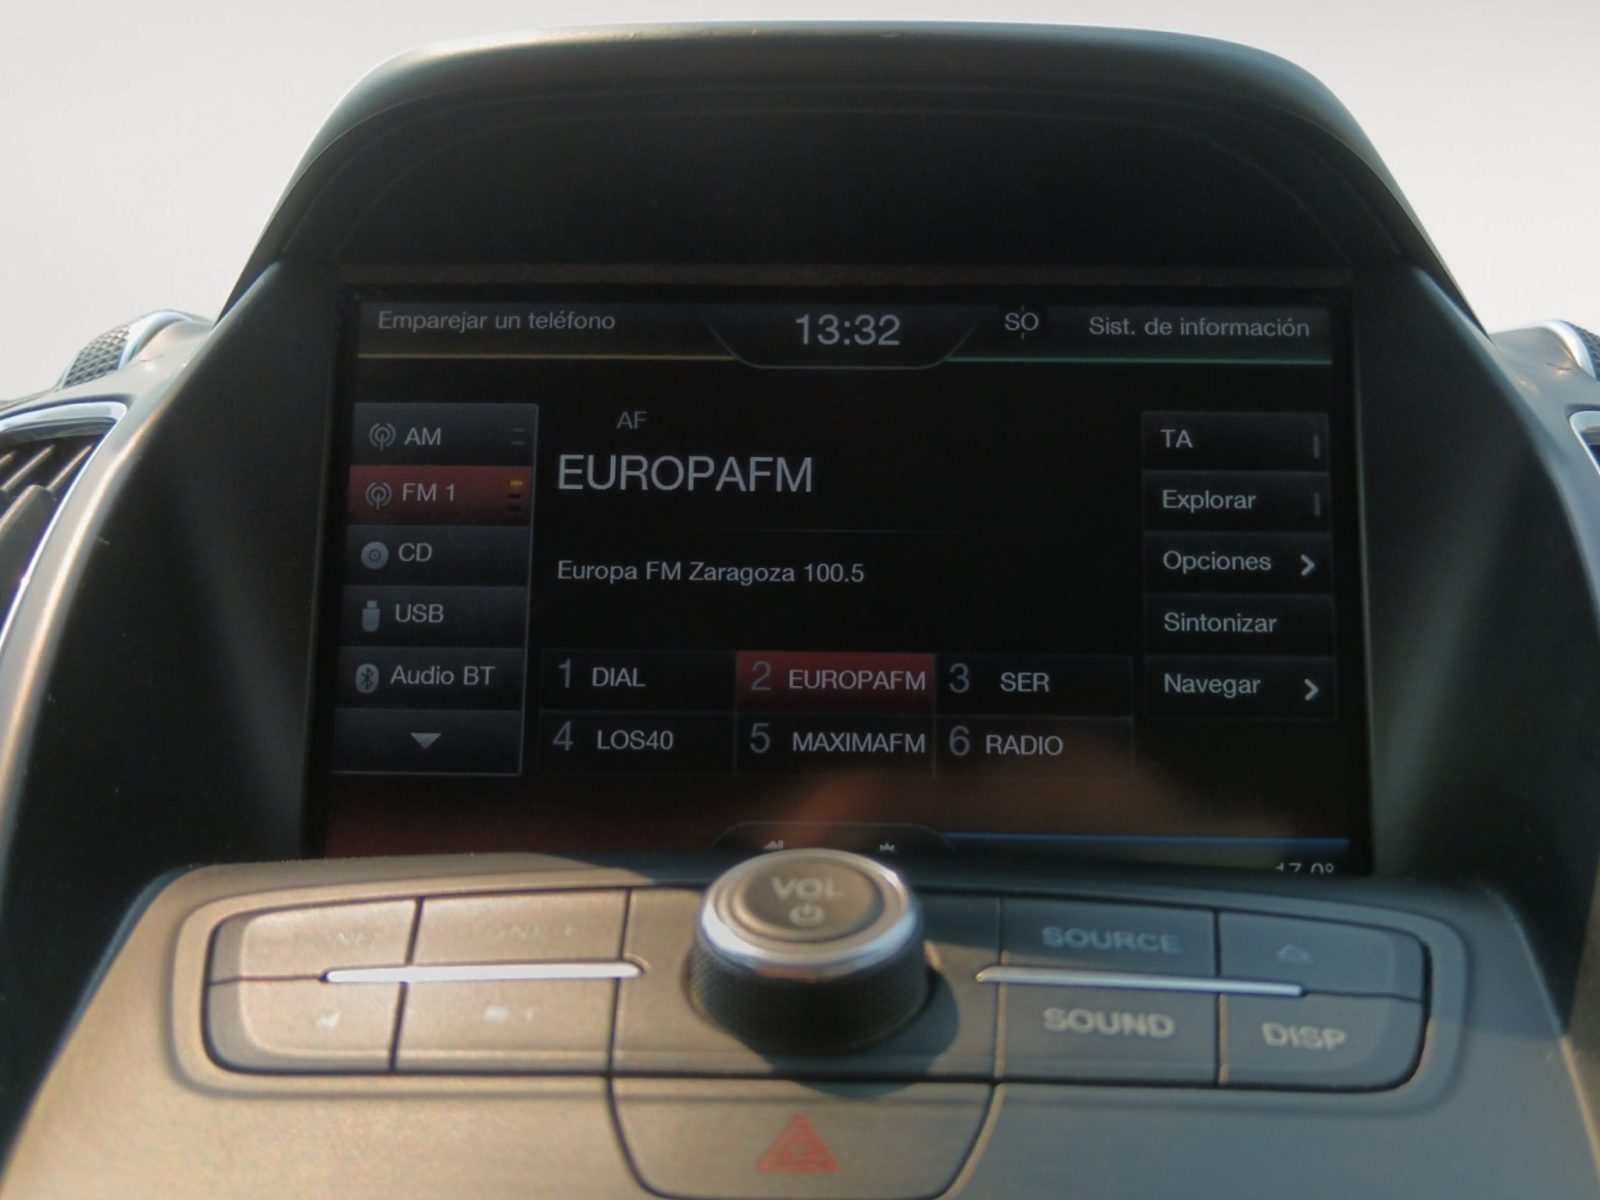 Emparejar un teléfono
13:32
SO
Sist. de información
AM
FM 1
CD
USB
Audio BT
AF
EUROPAFM
Europa FM Zaragoza 100.5
1 DIAL
2 EUROPAFM
3 SER
4 LOS40
5 MAXIMAFM
6 RADIO
TA
Explorar
Opciones
Sintonizar
Navegar
17.0°
VOL
SOURCE
SOUND
DISP